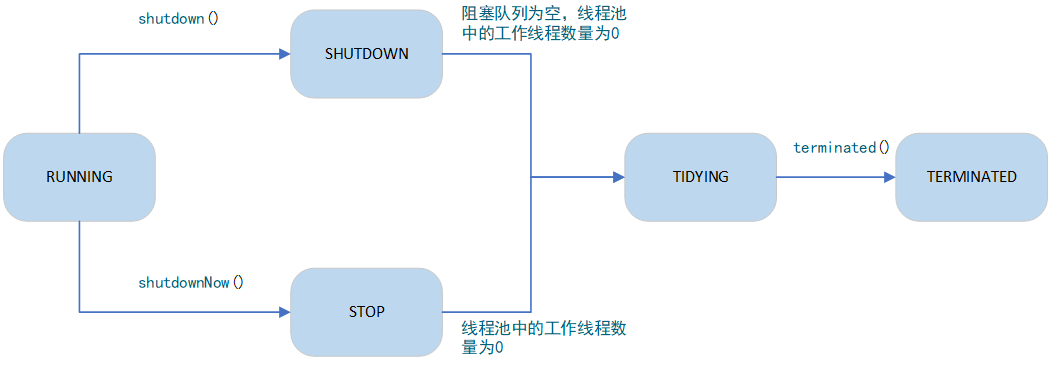 shutdown()
阻塞队列为空，线程池
中的工作线程数量为0
SHUTDOWN
RUNNING
TIDYING
terminated()
TERMINATED
shutdownNow()
STOP
线程池中的工作线程数
量为0